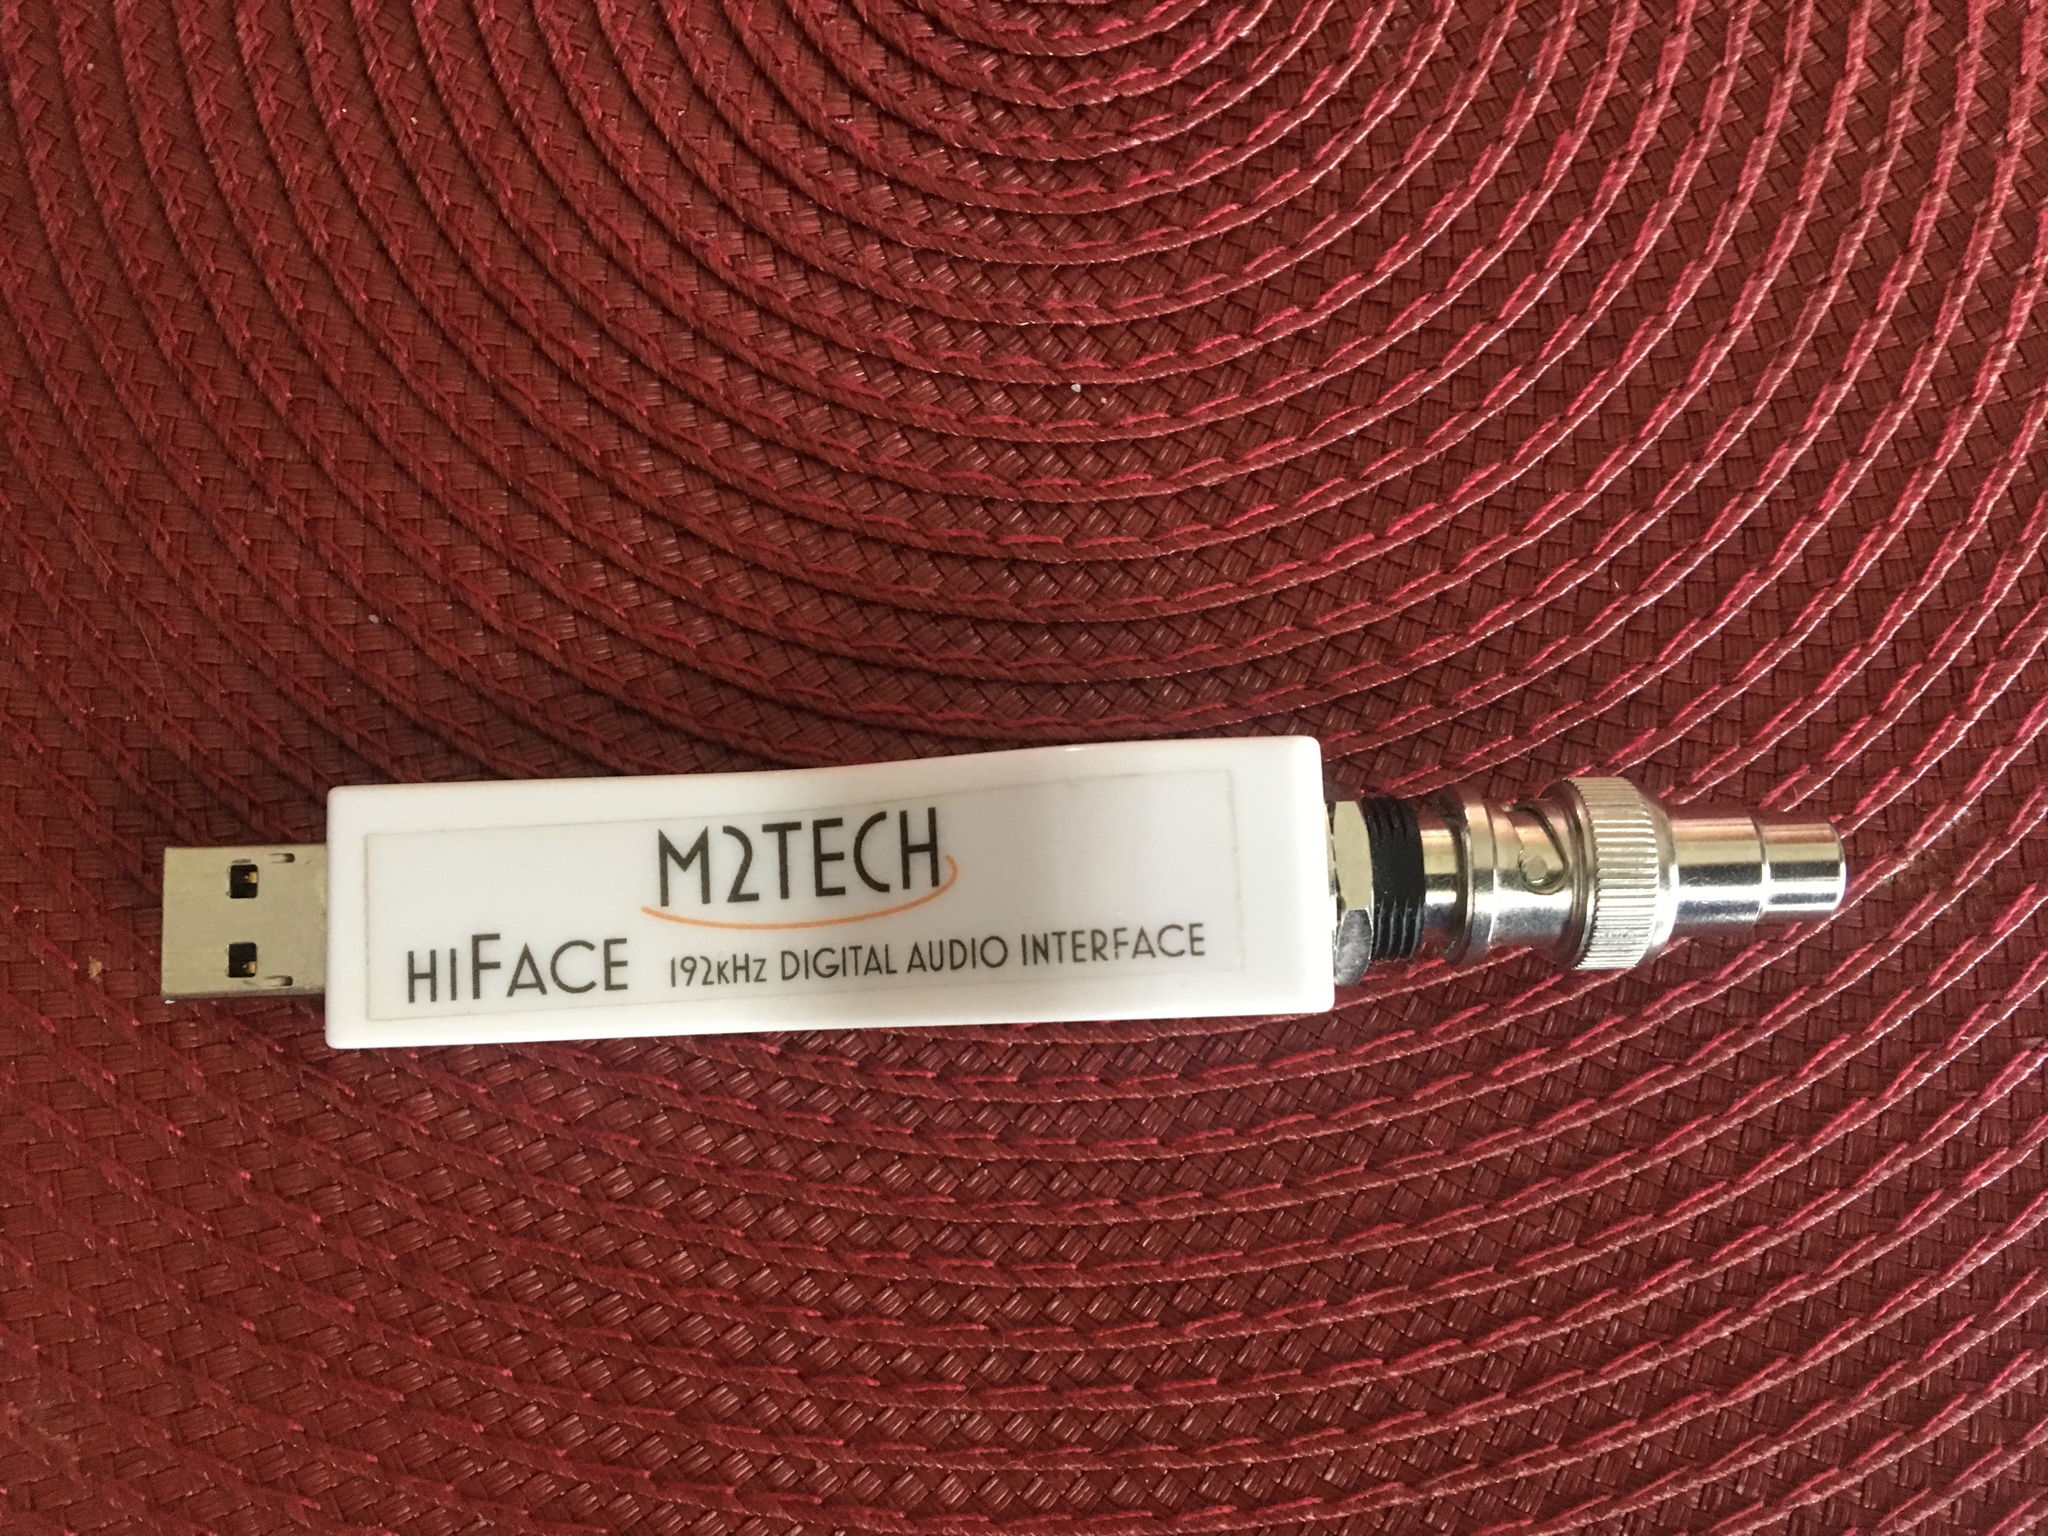 M2TECH
HIFACE 192KHZ DIGITAL AUDIO INTERFACE